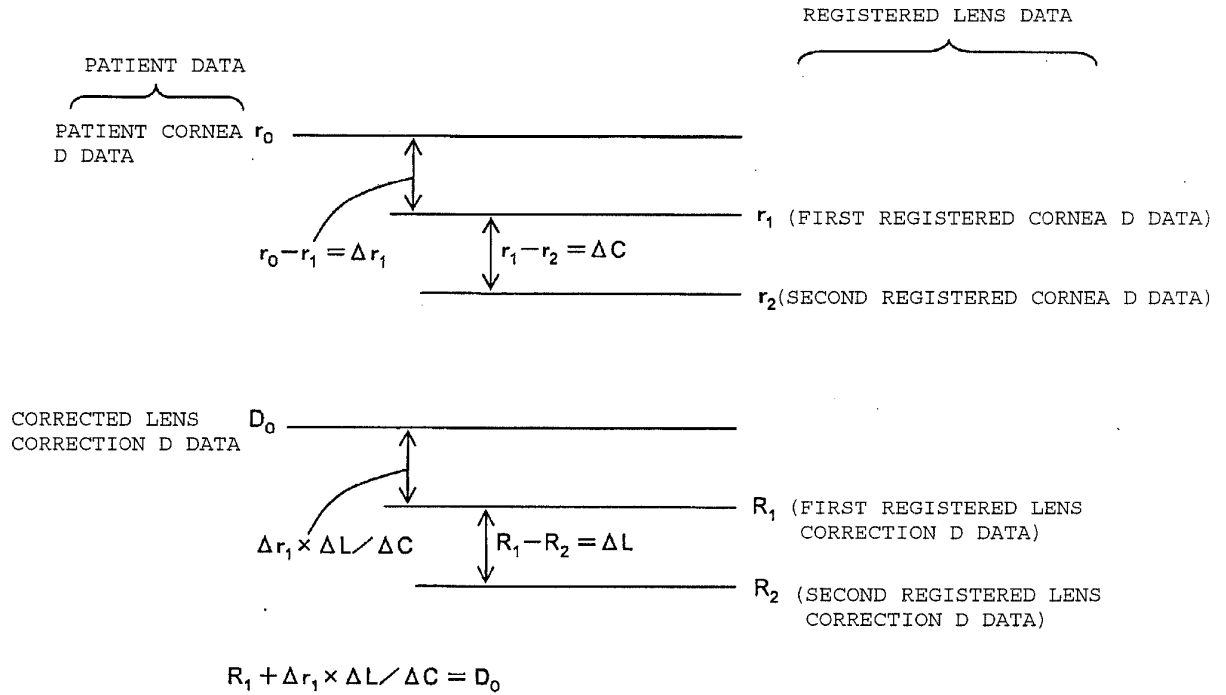 REGISTERED LENS DATA
PATIENT DATA
PATIENT CORNEA r₀
D DATA
r₁ (FIRST REGISTERED CORNEA D DATA)
r₀−r₁=Δr₁
r₁−r₂=ΔC
r₂(SECOND REGISTERED CORNEA D DATA)
CORRECTED LENS D₀
CORRECTION D DATA
R₁ (FIRST REGISTERED LENS
CORRECTION D DATA)
Δr₁×ΔL/ΔC
R₁−R₂=ΔL
R₂ (SECOND REGISTERED LENS
CORRECTION D DATA)
R₁+Δr₁×ΔL/ΔC=D₀